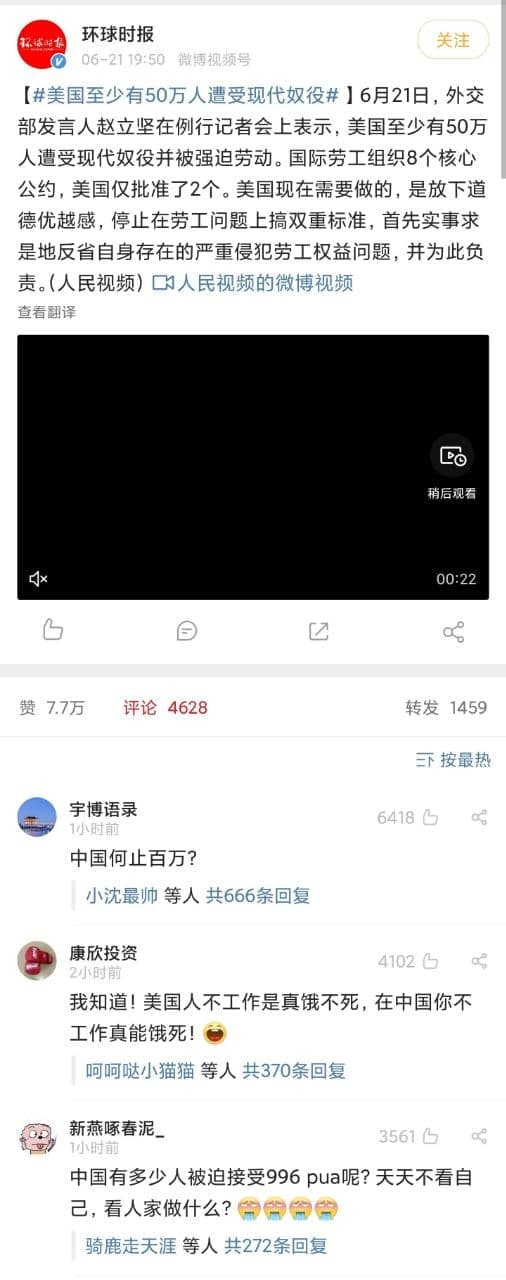 环球时报
环球时报
关注
06-21 19:50 微博视频号
【#美国至少有50万人遭受现代奴役# 】6月21日，外交
部发言人赵立坚在例行记者会上表示，美国至少有50万
人遭受现代奴役并被强迫劳动。国际劳工组织8个核心
公约，美国仅批准了2个。美国现在需要做的，是放下道
德优越感，停止在劳工问题上搞双重标准，首先实事求
是地反省自身存在的严重侵犯劳工权益问题，并为此负
责。（人民视频）人民视频的微博视频
查看翻译
稍后观看
00:22
赞 7.7万 评论 4628 转发 1459
按最热
宇博语录
6418
1小时前
中国何止百万？
小沈最帅 等人 共666条回复
康欣投资
4102
2小时前
我知道！美国人不工作是真饿不死，在中国你不
工作真能饿死！😄
呵呵哒小猫猫 等人 共370条回复
新燕啄春泥_
3561
1小时前
中国有多少人被迫接受996 pua呢？天天不看自
己，看人家做什么？😭😭😭😭
骑鹿走天涯 等人 共272条回复